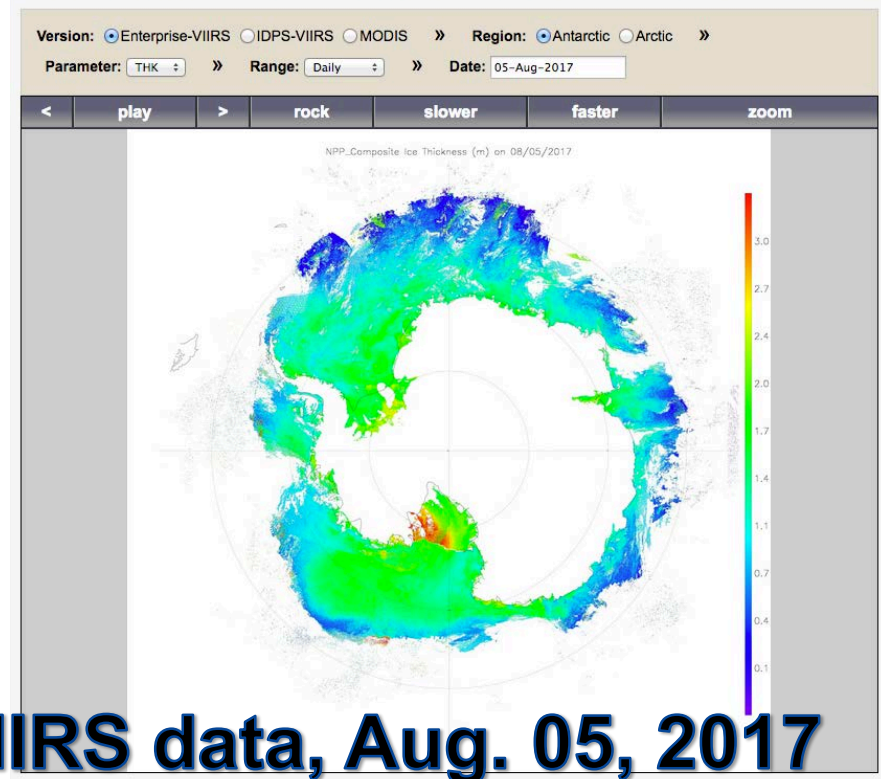 Version: Enterprise-VIIRS IDPS-VIIRS MODIS » Region: Antarctic Arctic »
Parameter: THK » Range: Daily » Date: 05-Aug-2017
< play > rock slower faster zoom
NPP_Composite Ice Thickness (m) on 08/05/2017
3.0
2.7
2.4
2.0
1.7
1.4
1.1
0.7
0.4
0.1
IIRS data, Aug. 05, 2017